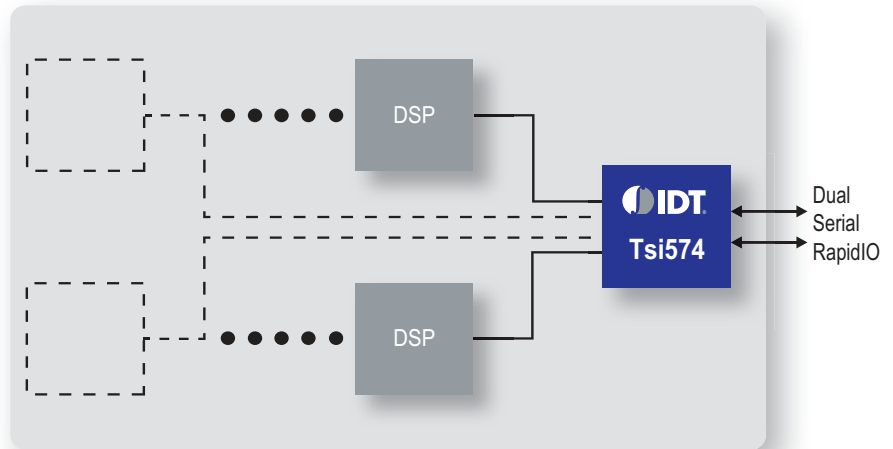 DSP
IDT.
Tsi574
Dual
Serial
RapidIO
DSP